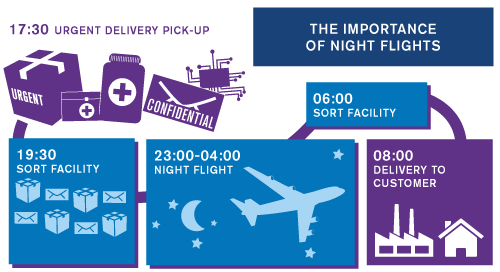 17:30 URGENT DELIVERY PICK-UP
THE IMPORTANCE
OF NIGHT FLIGHTS
URGENT
CONFIDENTIAL
06:00
SORT FACILITY
19:30
SORT FACILITY
23:00-04:00
NIGHT FLIGHT
08:00
DELIVERY TO
CUSTOMER